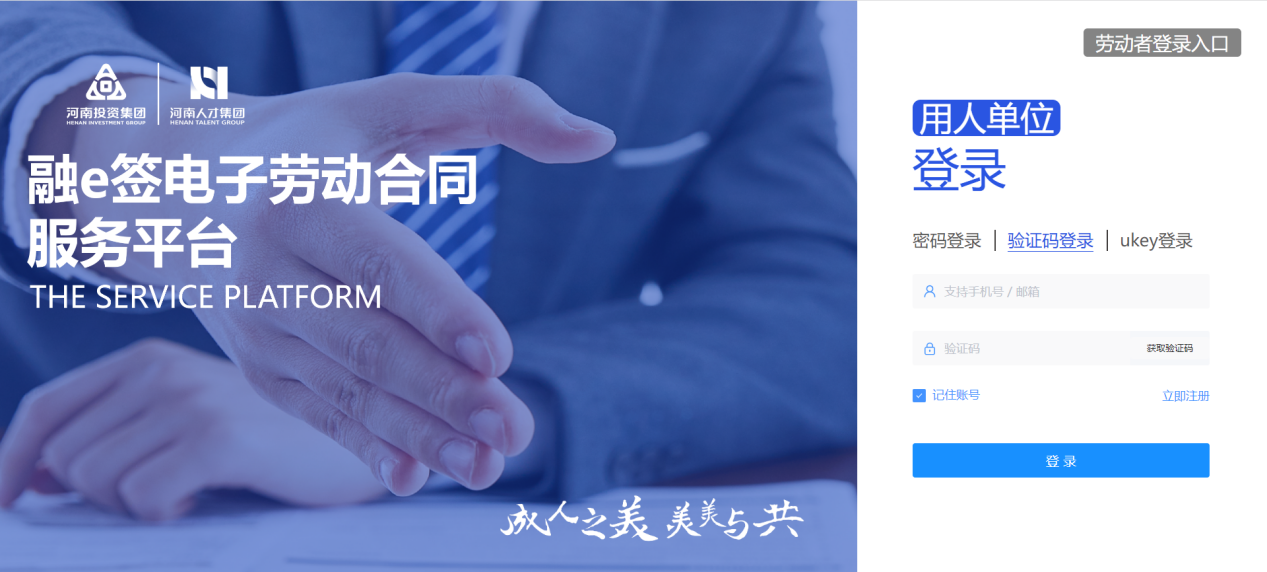 河南投资集团
HENAN INVESTMENT GROUP
河南人才集团
HENAN TALENT GROUP
融e签电子劳动合同
服务平台
THE SERVICE PLATFORM
成人之美 美美与共
劳动者登录入口
用人单位
登录
密码登录 | 验证码登录 | ukey登录
支持手机号 / 邮箱
验证码 获取验证码
记住账号 立即注册
登 录